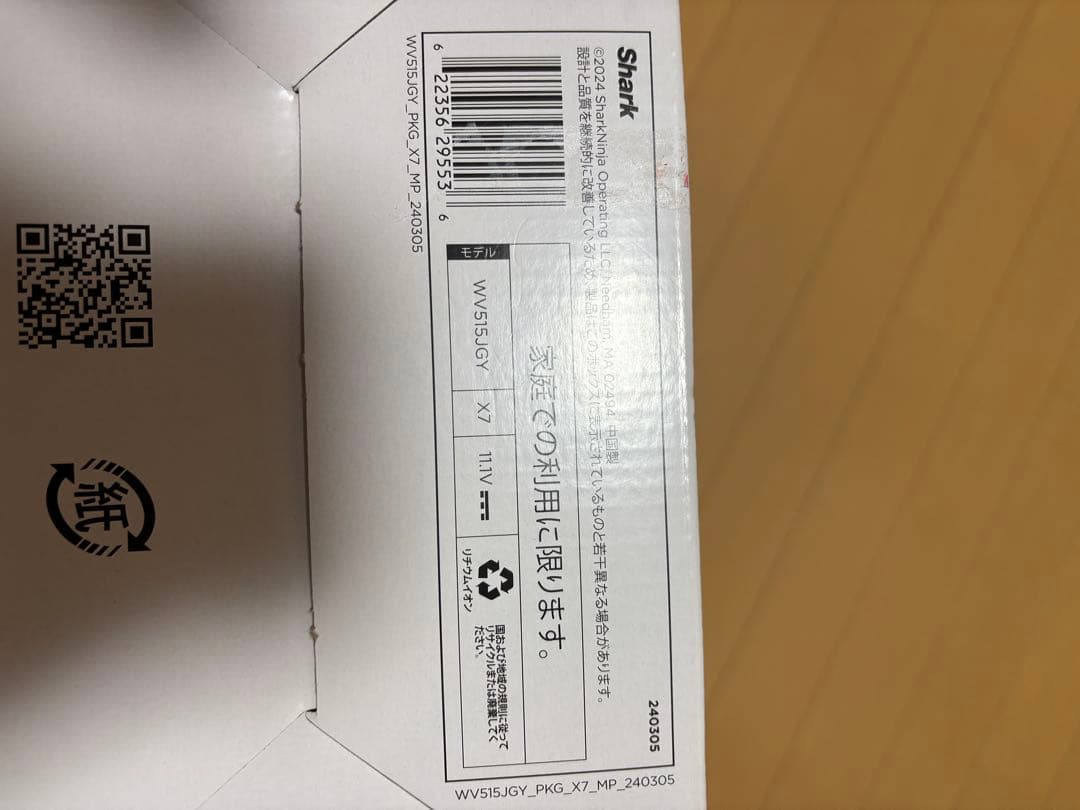 Shark
240305
©2024 SharkNinja Operating LLC Needham, MA 02494. 中国製
設計と品質を継続的に改善しているため、製品はこのボックスに表示されているものと若干異なる場合があります。
6 22356 29553 6
家庭での利用に限ります。
モデル
WV515JGY
X7
11.1V
リチウムイオン
国および地域の規則に従って
リサイクルまたは廃棄してく
ださい。
WV515JGY_PKG_X7_MP_240305
WV515JGY_PKG_X7_MP_240305
紙